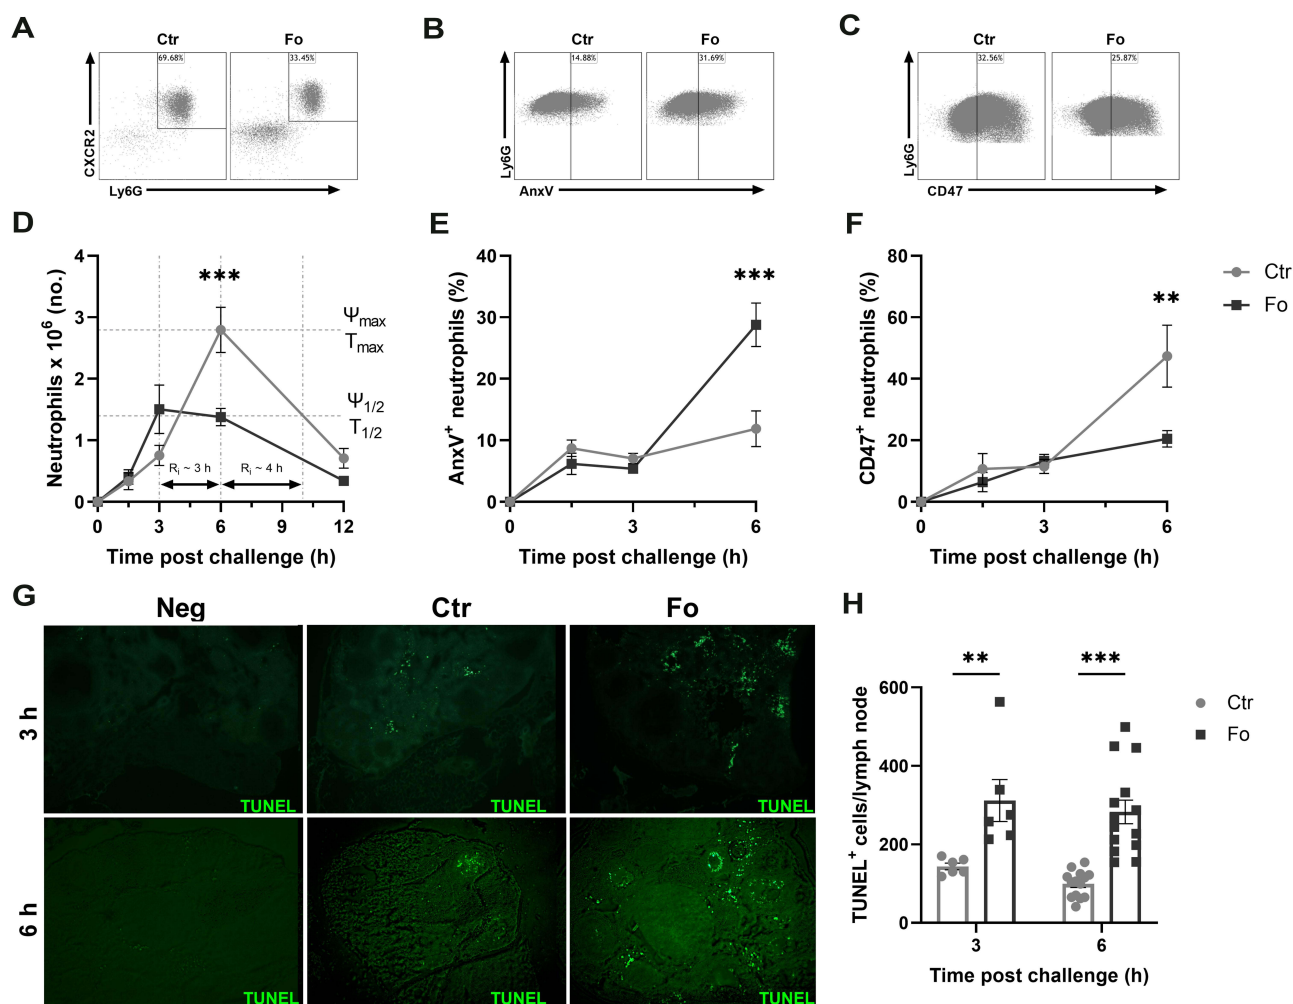 A
Ctr
Fo
69.68%
33.45%
CXCR2
Ly6G
B
Ctr
Fo
14.88%
31.69%
Ly6G
AnxV
C
Ctr
Fo
32.56%
25.87%
Ly6G
CD47
D
Neutrophils x 10⁶ (no.)
4
3
2
1
0
***
Ψmax
Tmax
Ψ1/2
T1/2
Ri ~ 3 h
Ri ~ 4 h
0
3
6
9
12
Time post challenge (h)
E
AnxV⁺ neutrophils (%)
40
30
20
10
0
***
0
3
6
Time post challenge (h)
F
CD47⁺ neutrophils (%)
80
60
40
20
0
**
0
3
6
Time post challenge (h)
Ctr
Fo
G
Neg
Ctr
Fo
3 h
TUNEL
TUNEL
TUNEL
6 h
TUNEL
TUNEL
TUNEL
H
TUNEL⁺ cells/lymph node
600
400
200
0
**
***
3
6
Time post challenge (h)
Ctr
Fo